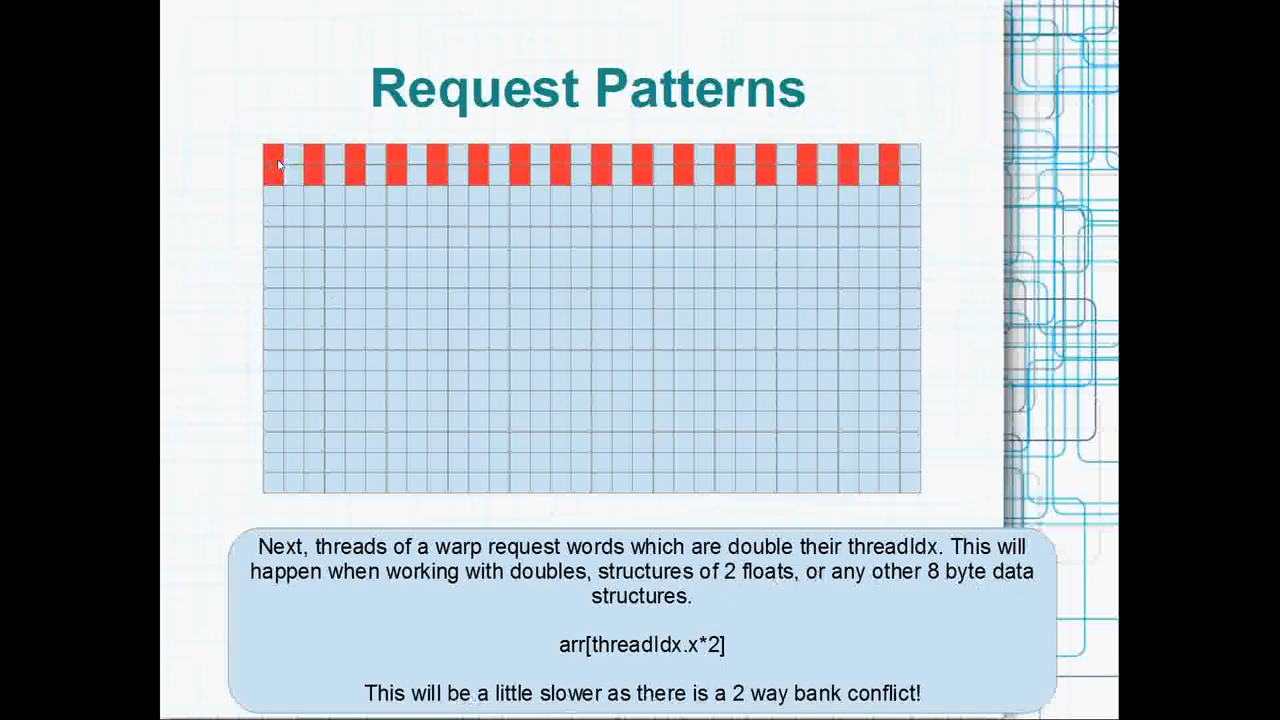 Request Patterns
Next, threads of a warp request words which are double their threadIdx. This will
happen when working with doubles, structures of 2 floats, or any other 8 byte data
structures.
arr[threadIdx.x*2]
This will be a little slower as there is a 2 way bank conflict!